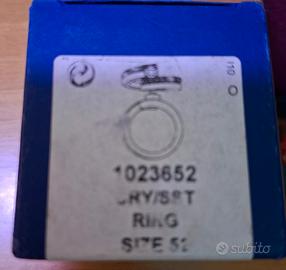 1023652
CRY/SST
RING
SIZE 52
subito